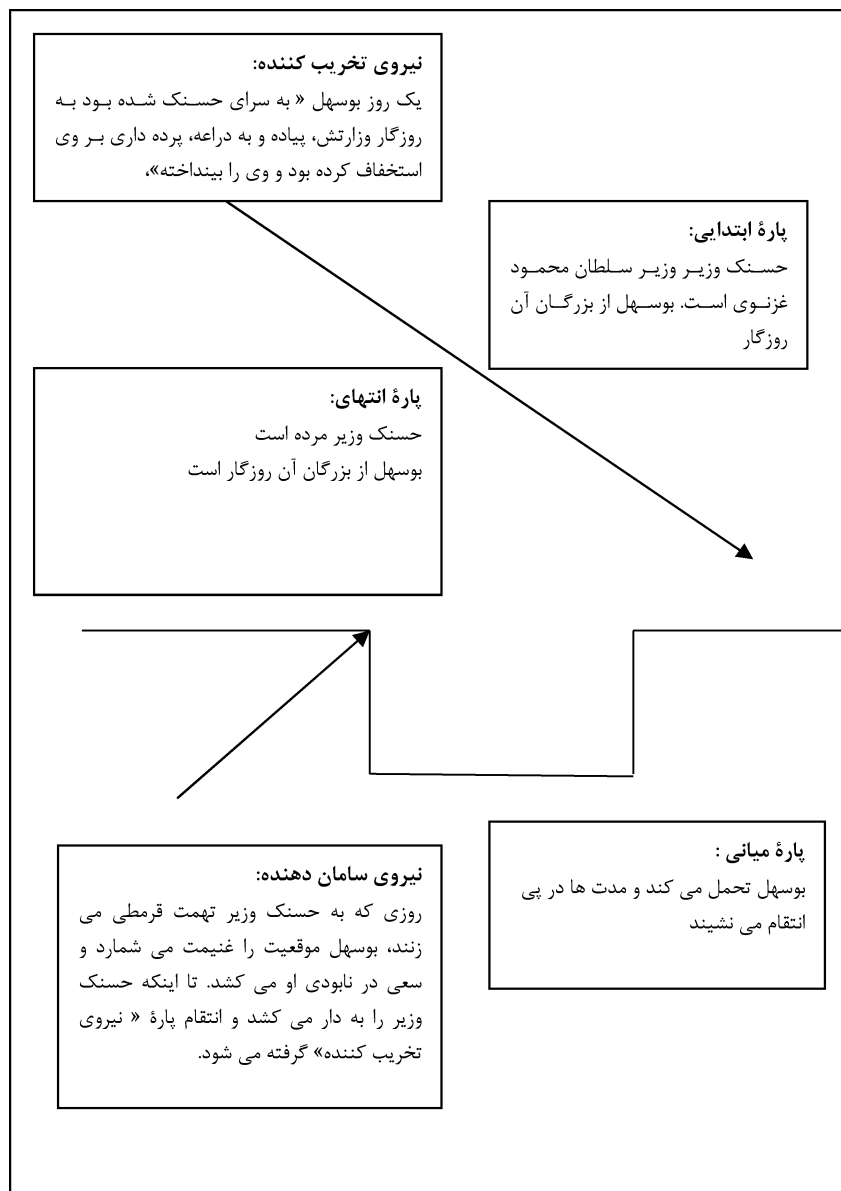 نیروی تخریب کننده:
یک روز بوسهل « به سرای حسنک شده بود به
روزگار وزارتش، پیاده و به دراعه، پرده داری بر وی
استخفاف کرده بود و وی را بینداخته»،
پارۀ ابتدایی:
حسنک وزیر وزیر سلطان محمود
غزنوی است. بوسهل از بزرگان آن
روزگار
پارۀ انتهای:
حسنک وزیر مرده است
بوسهل از بزرگان آن روزگار است
پارۀ میانی :
بوسهل تحمل می کند و مدت ها در پی
انتقام می نشیند
نیروی سامان دهنده:
روزی که به حسنک وزیر تهمت قرمطی می
زنند، بوسهل موقعیت را غنیمت می شمارد و
سعی در نابودی او می کشد. تا اینکه حسنک
وزیر را به دار می کشد و انتقام پارۀ « نیروی
تخریب کننده» گرفته می شود.